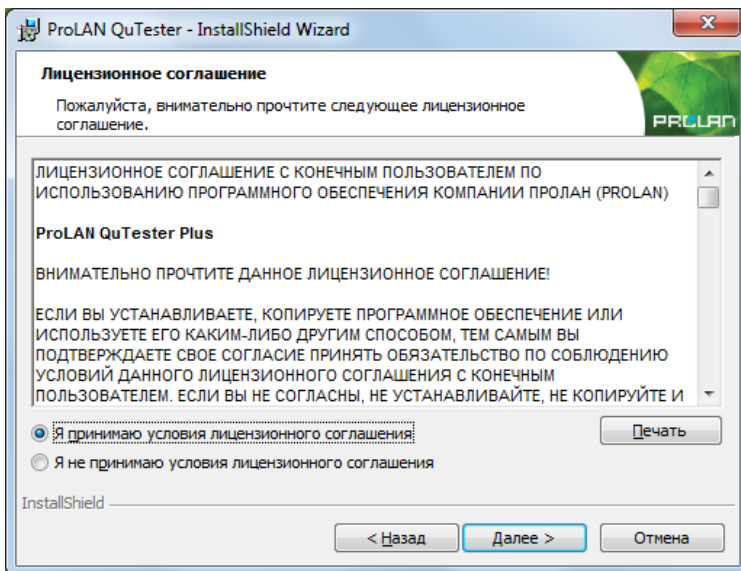 ProLAN QuTester - InstallShield Wizard
Лицензионное соглашение
Пожалуйста, внимательно прочтите следующее лицензионное
соглашение.
PROLAN
ЛИЦЕНЗИОННОЕ СОГЛАШЕНИЕ С КОНЕЧНЫМ ПОЛЬЗОВАТЕЛЕМ ПО
ИСПОЛЬЗОВАНИЮ ПРОГРАММНОГО ОБЕСПЕЧЕНИЯ КОМПАНИИ ПРОЛАН (PROLAN)
ProLAN QuTester Plus
ВНИМАТЕЛЬНО ПРОЧТИТЕ ДАННОЕ ЛИЦЕНЗИОННОЕ СОГЛАШЕНИЕ!
ЕСЛИ ВЫ УСТАНАВЛИВАЕТЕ, КОПИРУЕТЕ ПРОГРАММНОЕ ОБЕСПЕЧЕНИЕ ИЛИ
ИСПОЛЬЗУЕТЕ ЕГО КАКИМ-ЛИБО ДРУГИМ СПОСОБОМ, ТЕМ САМЫМ ВЫ
ПОДТВЕРЖДАЕТЕ СВОЕ СОГЛАСИЕ ПРИНЯТЬ ОБЯЗАТЕЛЬСТВО ПО СОБЛЮДЕНИЮ
УСЛОВИЙ ДАННОГО ЛИЦЕНЗИОННОГО СОГЛАШЕНИЯ С КОНЕЧНЫМ
ПОЛЬЗОВАТЕЛЕМ. ЕСЛИ ВЫ НЕ СОГЛАСНЫ, НЕ УСТАНАВЛИВАЙТЕ, НЕ КОПИРУЙТЕ И
Я принимаю условия лицензионного соглашения
Печать
Я не принимаю условия лицензионного соглашения
InstallShield
< Назад
Далее >
Отмена